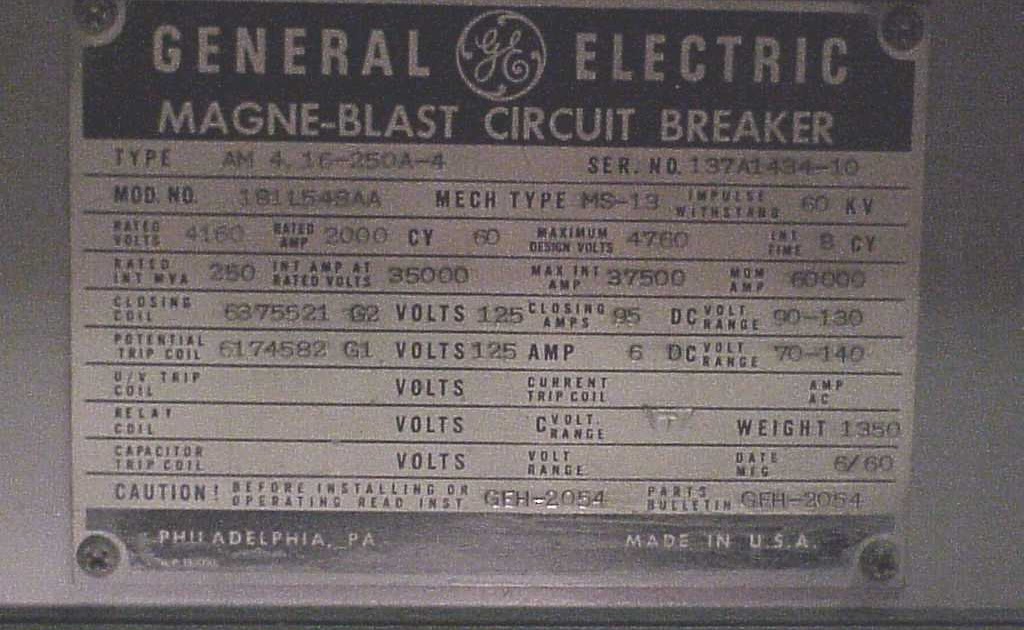 GENERAL GE ELECTRIC
MAGNE-BLAST CIRCUIT BREAKER
TYPE AM 4.16-250A-4 SER. NO. 137A1434-10
MOD. NO. 181L548AA MECH TYPE MS-13 IMPULSE WITHSTAND 60 KV
RATED VOLTS 4160 RATED AMP 2000 CY 60 MAXIMUM DESIGN VOLTS 4760 INT TIME 8 CY
RATED INT MVA 250 INT AMP AT RATED VOLTS 35000 MAX INT AMP 37500 MOM AMP 60000
CLOSING COIL 6375521 G2 VOLTS 125 CLOSING AMPS 95 DC VOLT RANGE 90-130
POTENTIAL TRIP COIL 6174582 G1 VOLTS 125 AMP 6 DC VOLT RANGE 70-140
U/V TRIP COIL VOLTS CURRENT TRIP COIL AMP AC
RELAY COIL VOLTS C VOLT. RANGE WEIGHT 1350
CAPACITOR TRIP COIL VOLTS VOLT RANGE DATE MFG 6/60
CAUTION! BEFORE INSTALLING OR OPERATING READ INST GEH-2054 PARTS BULLETIN GEH-2054
PHILADELPHIA, PA MADE IN U.S.A.